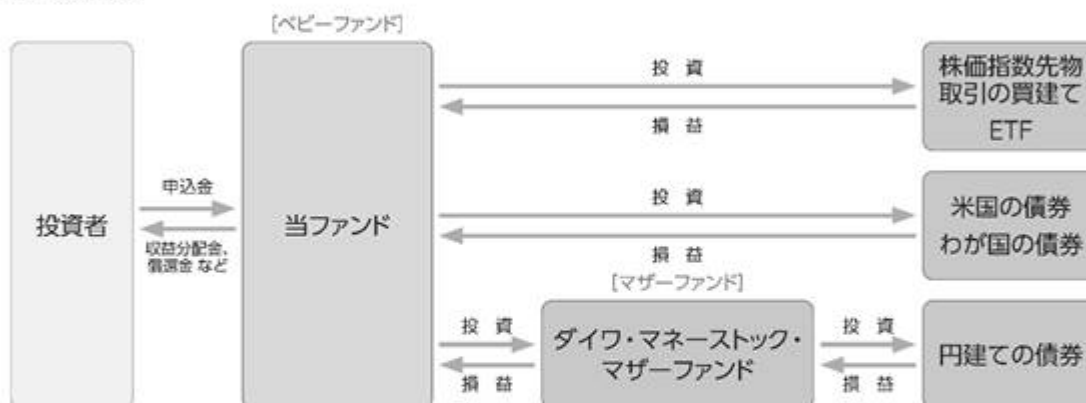 [ベビーファンド]
投資者
申込金
収益分配金、
償還金 など
当ファンド
投 資
損 益
株価指数先物
取引の買建て
ETF
投 資
損 益
米国の債券
わが国の債券
[マザーファンド]
投 資
損 益
ダイワ・マネーストック・
マザーファンド
投 資
損 益
円建ての債券